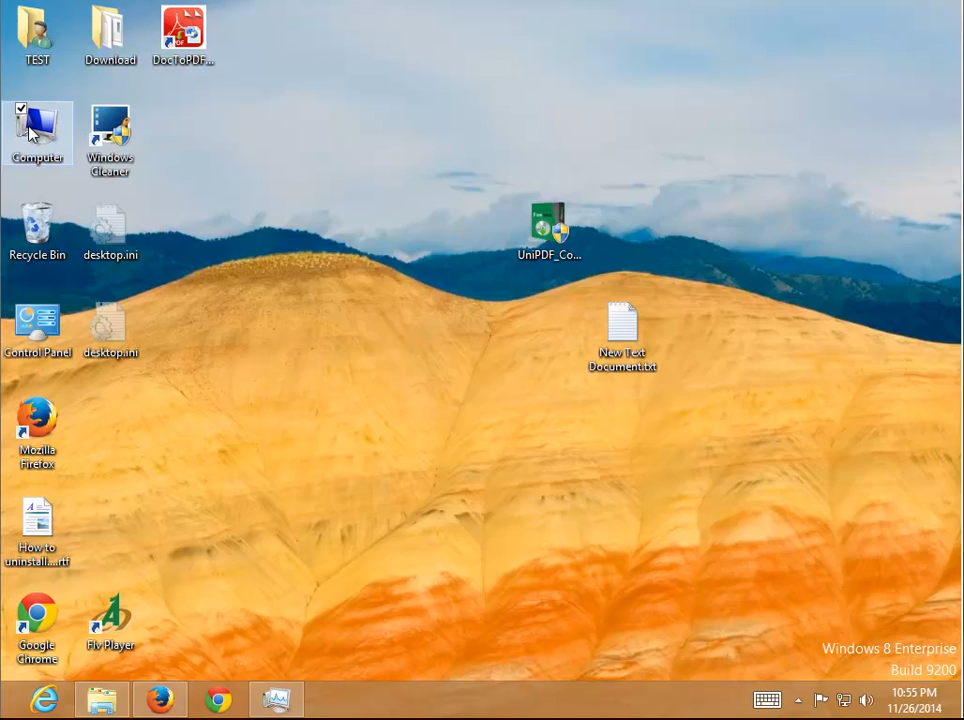 TEST
Download
DocToPDF...
Computer
Windows
Cleaner
Recycle Bin
desktop.ini
UniPDF_Co...
Control Panel
desktop.ini
New Text
Document.txt
Mozilla
Firefox
How to
uninstall....rtf
Google
Chrome
Flv Player
Windows 8 Enterprise
Build 9200
10:55 PM
11/26/2014